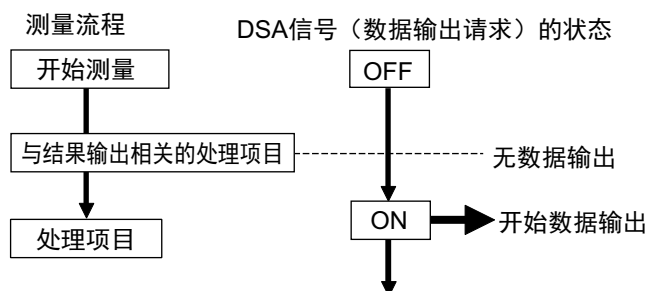 测量流程
DSA信号（数据输出请求）的状态
开始测量
OFF
与结果输出相关的处理项目
无数据输出
ON
开始数据输出
处理项目